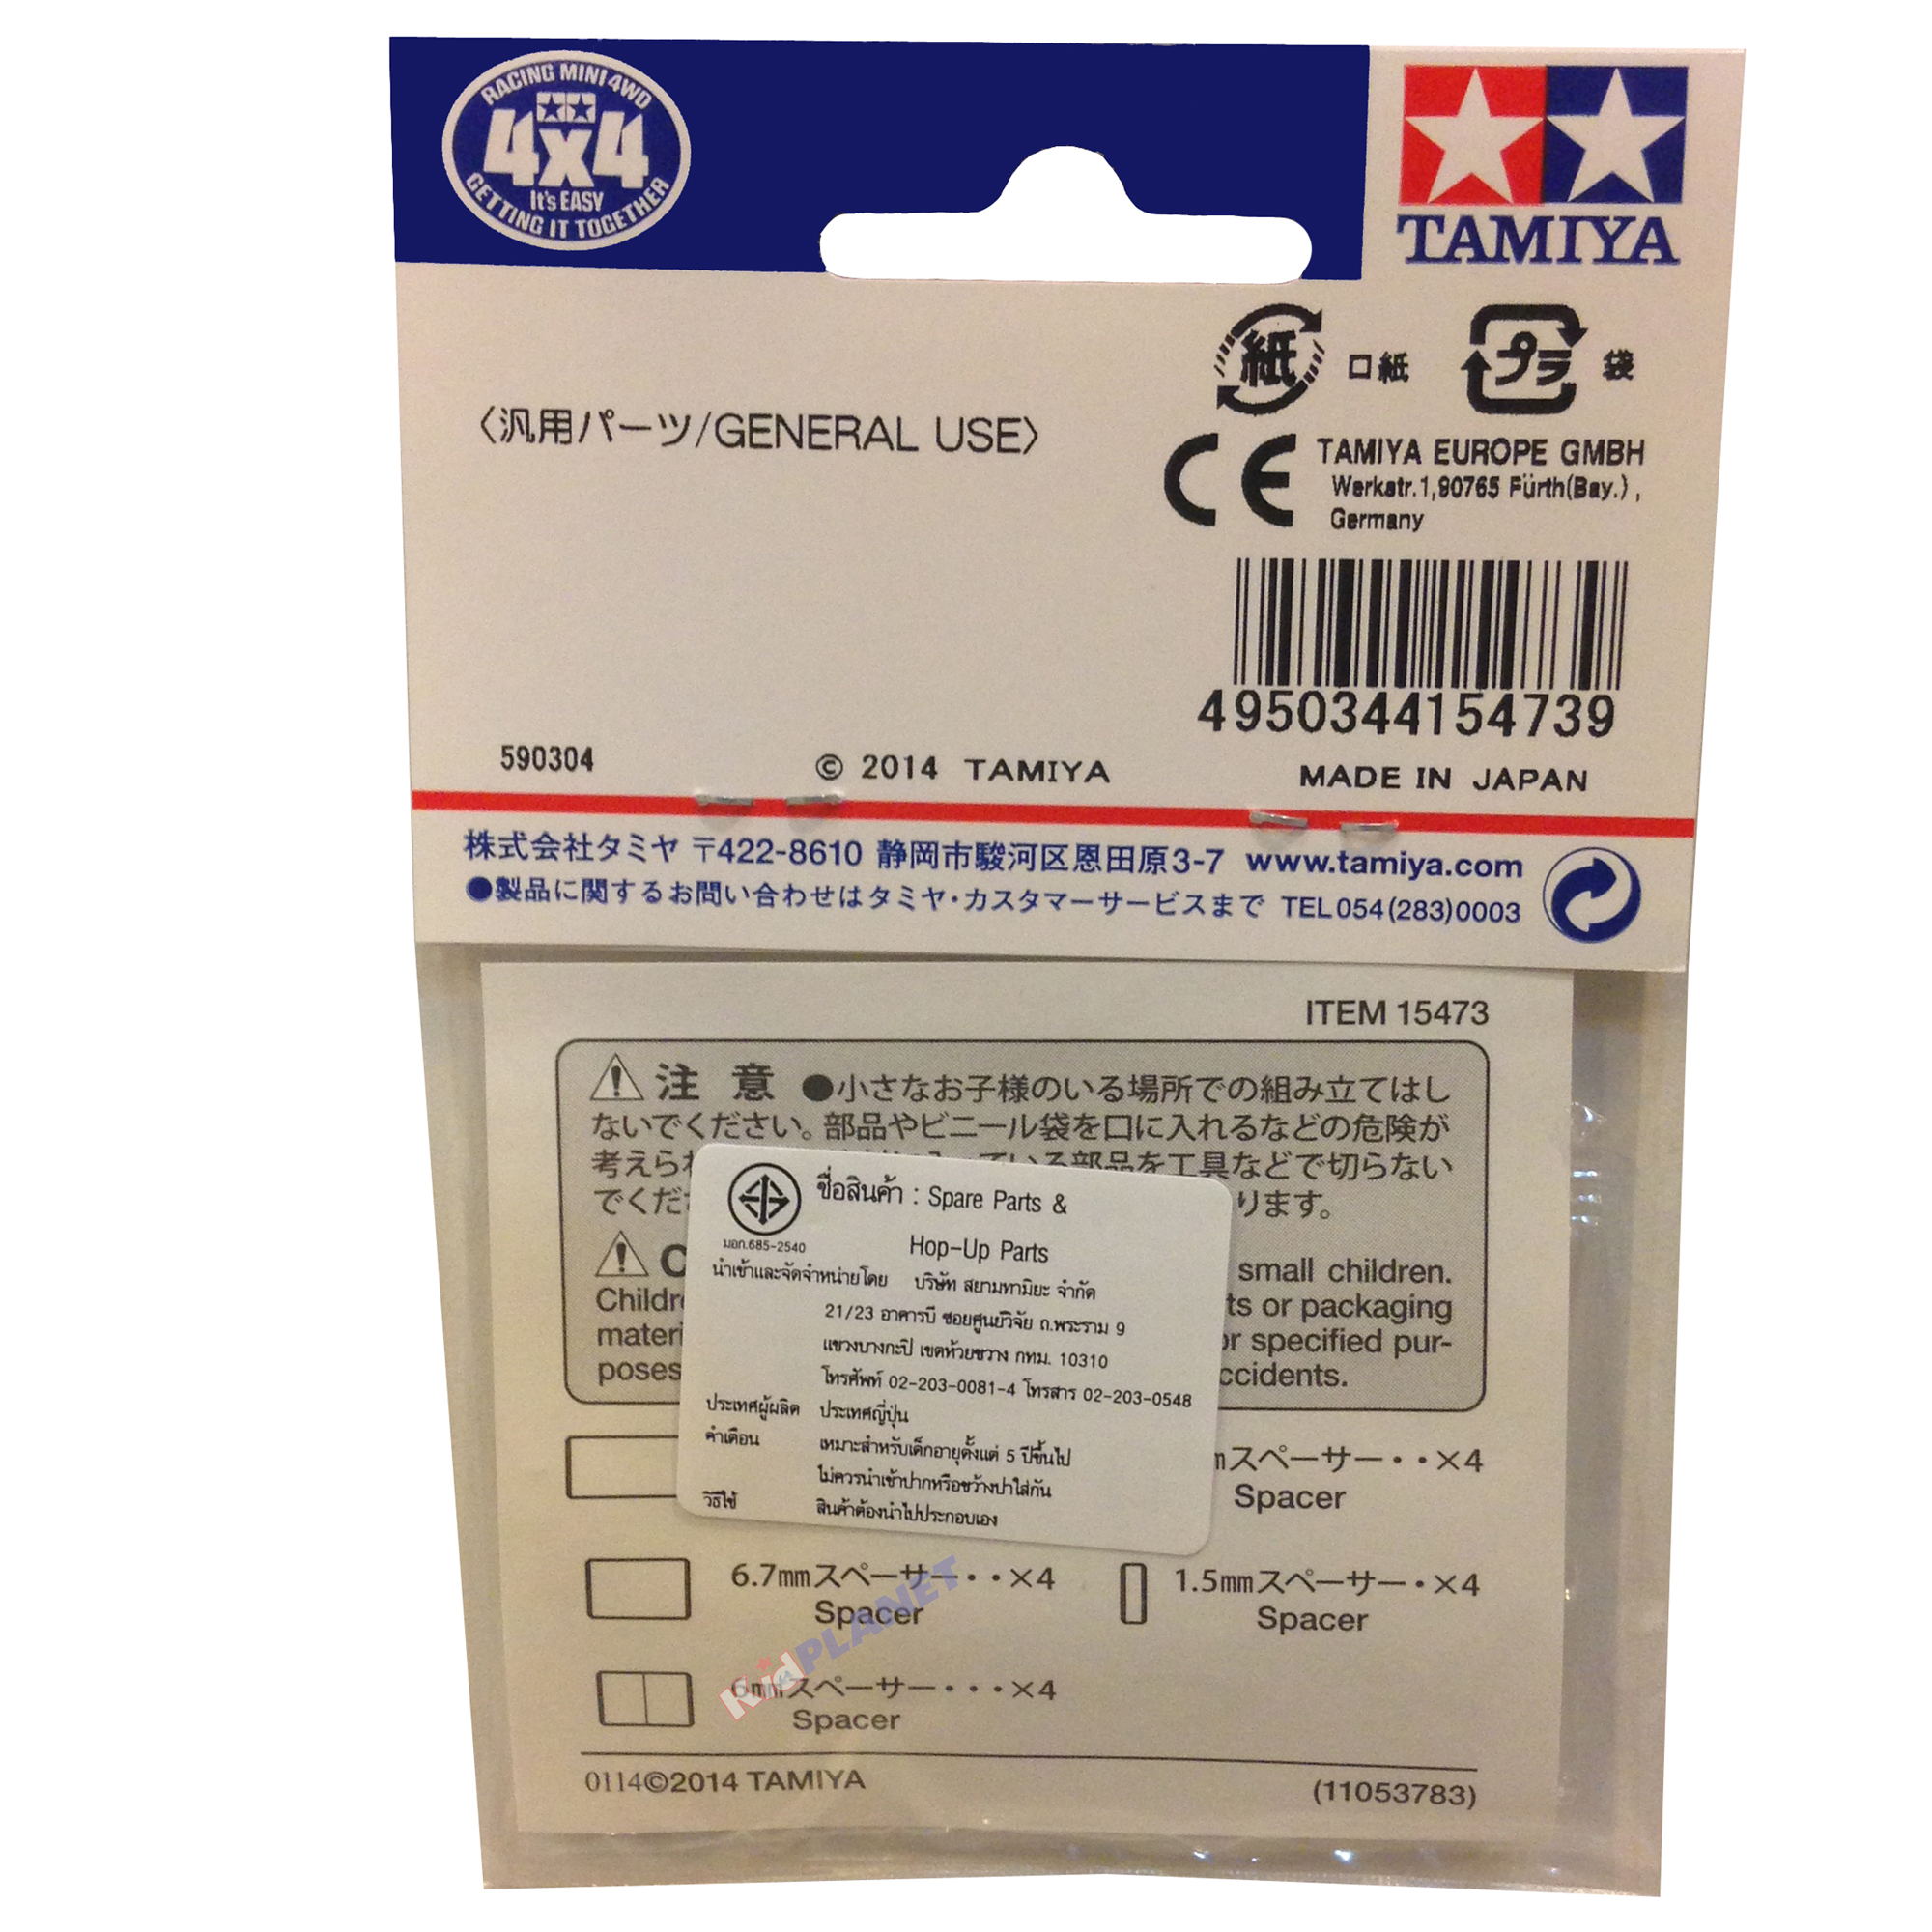 RACING MINI 4WD
4x4
It's EASY
GETTING IT TOGETHER
TAMIYA
紙 口紙 プラ 袋
〈汎用パーツ/GENERAL USE〉
CE TAMIYA EUROPE GMBH
Werkstr.1,90765 Fürth(Bay.),
Germany
4950344154739
590304 © 2014 TAMIYA MADE IN JAPAN
株式会社タミヤ 〒422-8610 静岡市駿河区恩田原3-7 www.tamiya.com
●製品に関するお問い合わせはタミヤ・カスタマーサービスまで TEL054(283)0003
ITEM 15473
注意 ●小さなお子様のいる場所での組み立てはし
ないでください。部品やビニール袋を口に入れるなどの危険が
考えら いる部品を工具などで切らない
でくだ ります。
small children.
packaging
or
specified pur-
poses
ชื่อสินค้า : Spare Parts &
Hop-Up Parts
มอก.685-2540
นำเข้าและจัดจำหน่ายโดย บริษัท สยามทามิยะ จำกัด
21/23 อาคารบี ซอยศูนย์วิจัย ถ.พระราม 9
แขวงบางกะปิ เขตห้วยขวาง กทม. 10310
โทรศัพท์ 02-203-0081-4 โทรสาร 02-203-0548
ประเทศผู้ผลิต ประเทศญี่ปุ่น
คำเตือน เหมาะสำหรับเด็กอายุตั้งแต่ 5 ปีขึ้นไป
ไม่ควรนำเข้าปากหรือขว้างปาใส่กัน
วิธีใช้ สินค้าต้องนำไปประกอบเอง
スペーサー・・×4
Spacer
6.7mmスペーサー・・×4
Spacer
1.5mmスペーサー・×4
Spacer
6mmスペーサー・・・×4
Spacer
KidPLANET
0114©2014 TAMIYA (11053783)